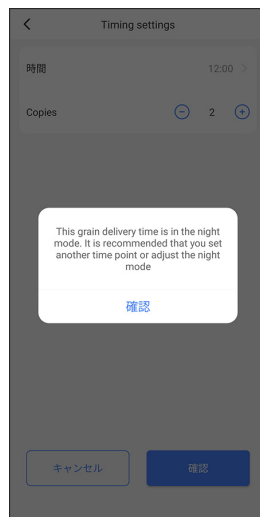 Timing settings
時間 12:00
Copies 2
This grain delivery time is in the night
mode. It is recommended that you set
another time point or adjust the night
mode
確認
キャンセル 確認